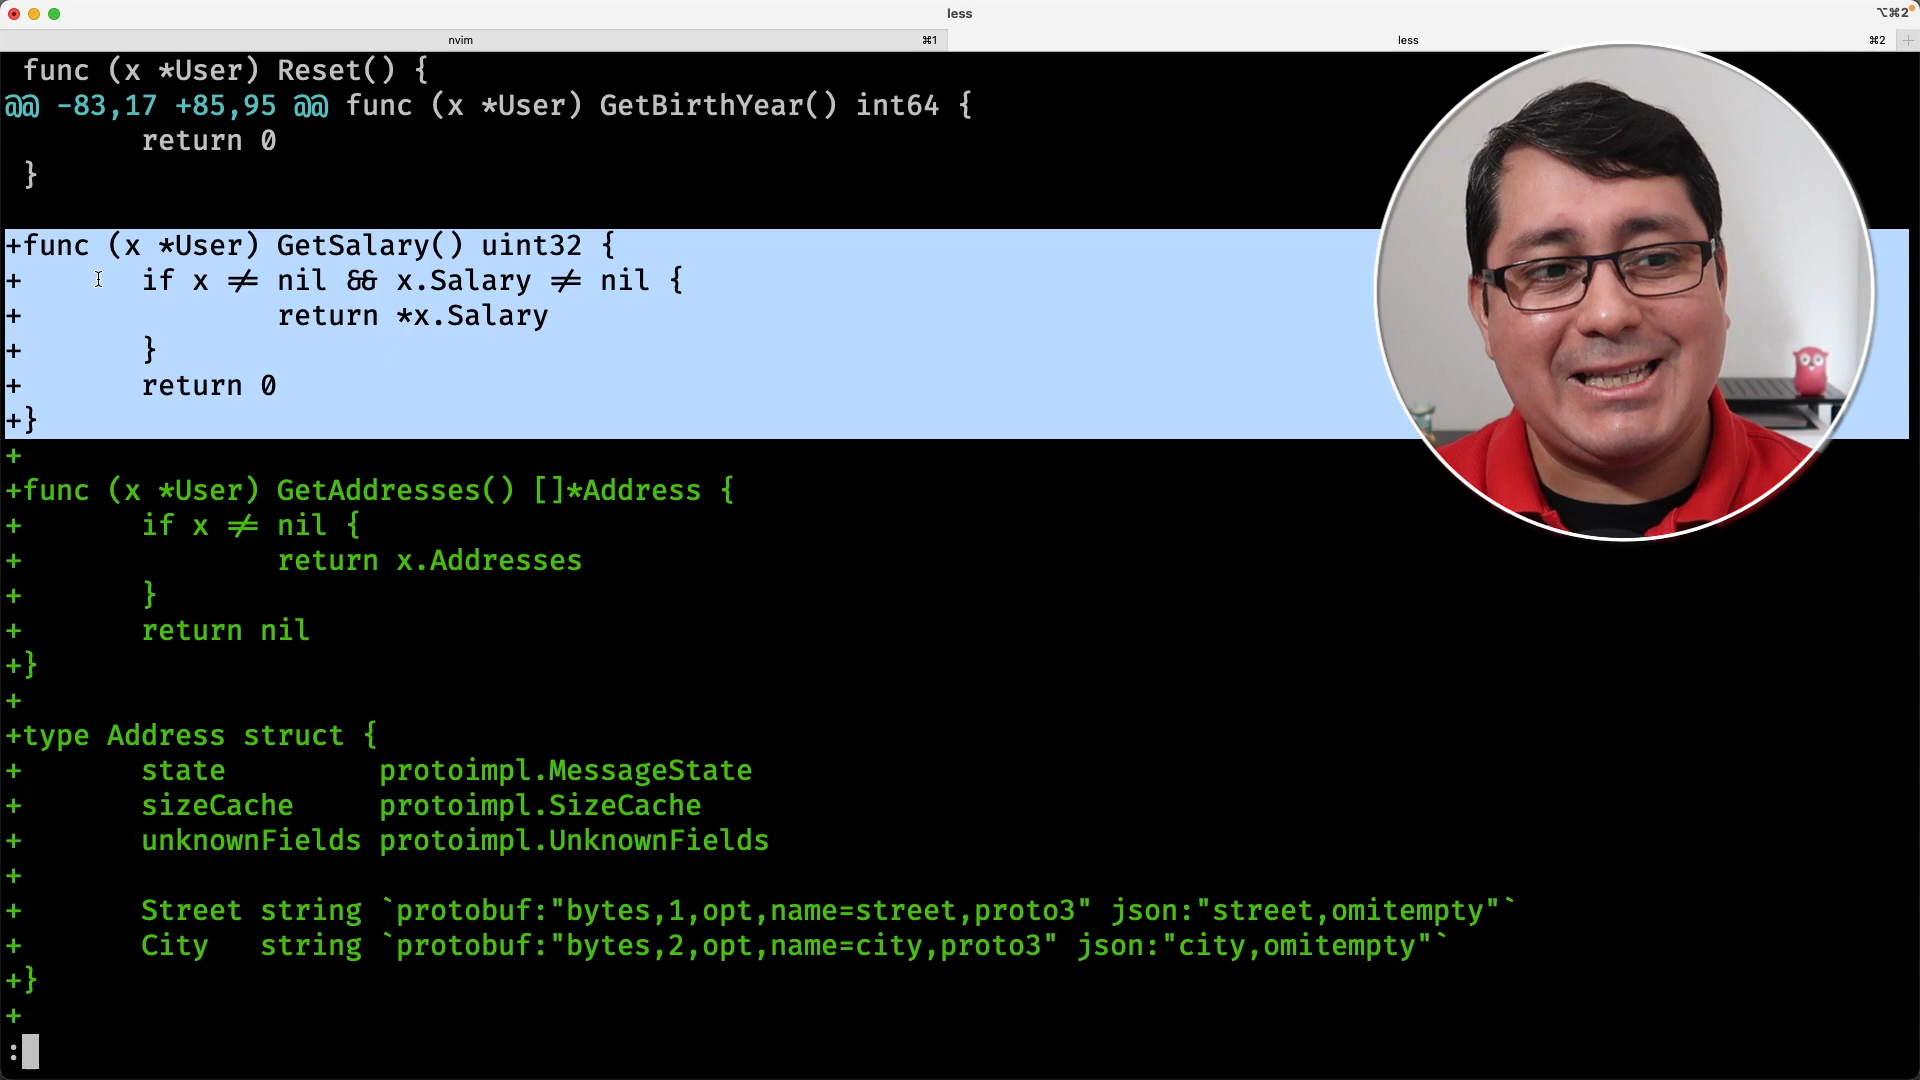 less
⌥⌘2
nvim ⌘1
less ⌘2
func (x *User) Reset() {
@@ -83,17 +85,95 @@ func (x *User) GetBirthYear() int64 {
return 0
}
+func (x *User) GetSalary() uint32 {
+ if x != nil && x.Salary != nil {
+ return *x.Salary
+ }
+ return 0
+}
+
+func (x *User) GetAddresses() []*Address {
+ if x != nil {
+ return x.Addresses
+ }
+ return nil
+}
+
+type Address struct {
+ state protoimpl.MessageState
+ sizeCache protoimpl.SizeCache
+ unknownFields protoimpl.UnknownFields
+
+ Street string `protobuf:"bytes,1,opt,name=street,proto3" json:"street,omitempty"`
+ City string `protobuf:"bytes,2,opt,name=city,proto3" json:"city,omitempty"`
+}
+
: